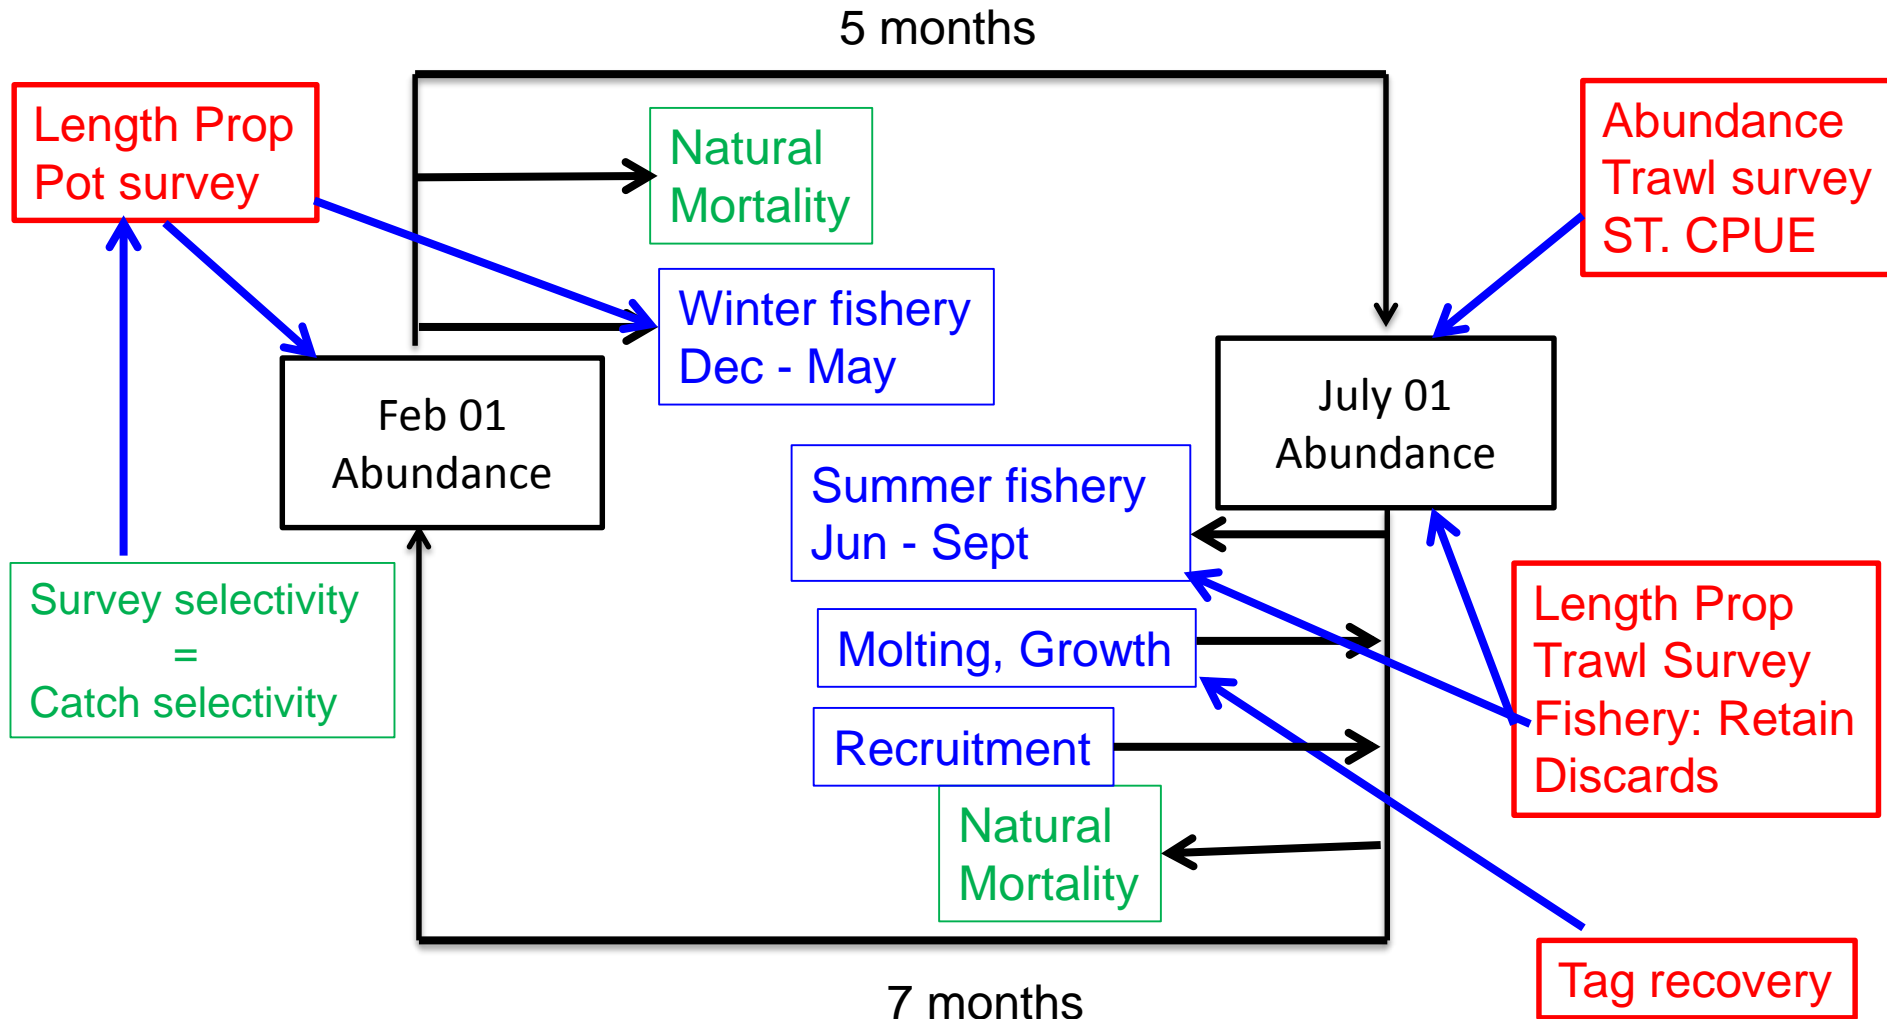 5 months
Length Prop
Pot survey
Natural
Mortality
Abundance
Trawl survey
ST. CPUE
Winter fishery
Dec - May
Feb 01
Abundance
July 01
Abundance
Summer fishery
Jun - Sept
Survey selectivity
=
Catch selectivity
Molting, Growth
Length Prop
Trawl Survey
Fishery: Retain
Discards
Recruitment
Natural
Mortality
Tag recovery
7 months